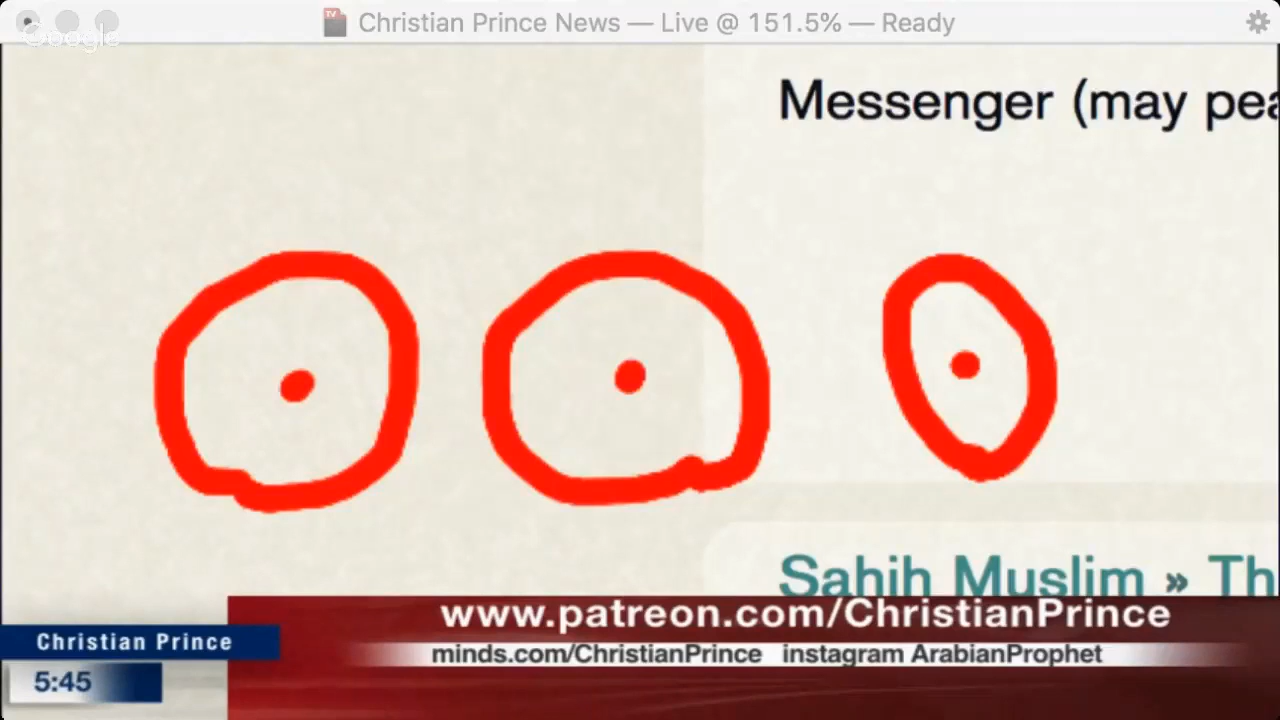 Christian Prince News — Live @ 151.5% — Ready
Google
Messenger (may pea
Sahih Muslim » Th
www.patreon.com/ChristianPrince
Christian Prince
minds.com/ChristianPrince instagram ArabianProphet
5:45